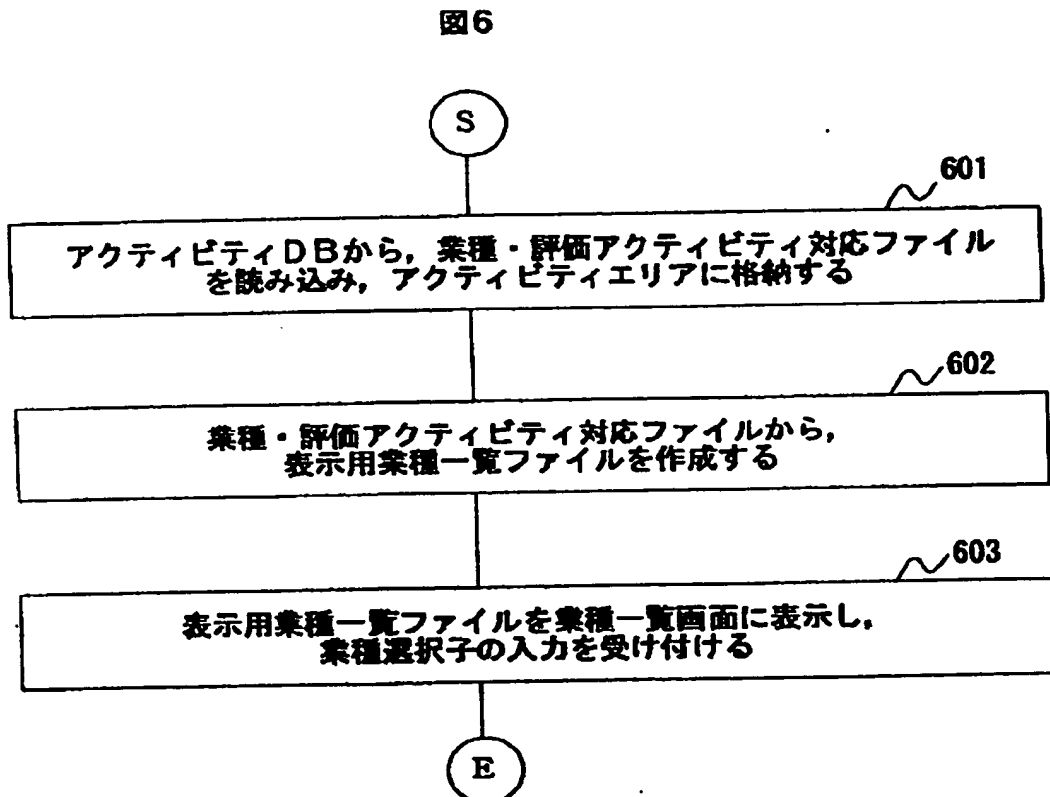 図6
S
601
アクティビティDBから，業種・評価アクティビティ対応ファイル
を読み込み，アクティビティエリアに格納する
602
業種・評価アクティビティ対応ファイルから，
表示用業種一覧ファイルを作成する
603
表示用業種一覧ファイルを業種一覧画面に表示し，
業種選択子の入力を受け付ける
E